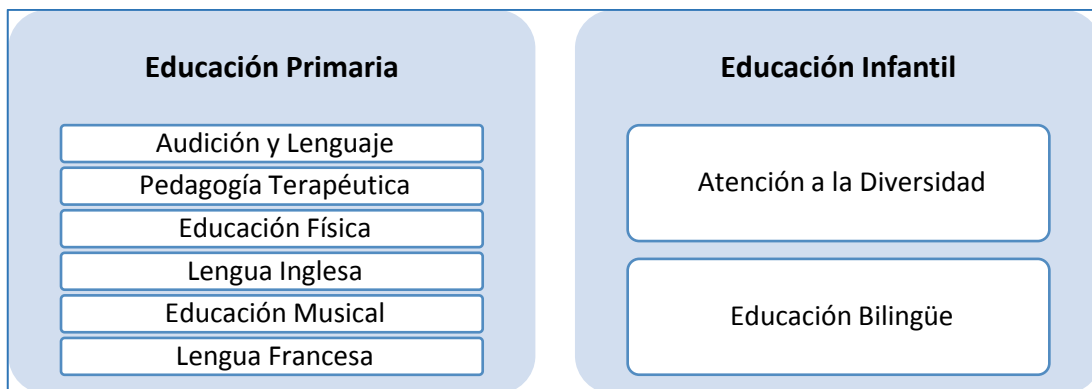 Educación Primaria
Audición y Lenguaje
Pedagogía Terapéutica
Educación Física
Lengua Inglesa
Educación Musical
Lengua Francesa
Educación Infantil
Atención a la Diversidad
Educación Bilingüe